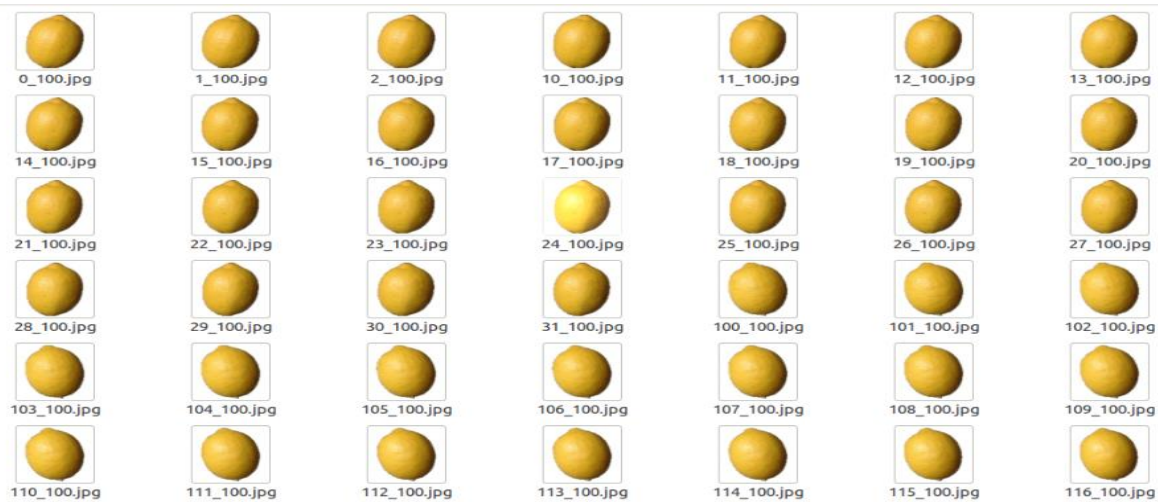 0_100.jpg 1_100.jpg 2_100.jpg 10_100.jpg 11_100.jpg 12_100.jpg 13_100.jpg
14_100.jpg 15_100.jpg 16_100.jpg 17_100.jpg 18_100.jpg 19_100.jpg 20_100.jpg
21_100.jpg 22_100.jpg 23_100.jpg 24_100.jpg 25_100.jpg 26_100.jpg 27_100.jpg
28_100.jpg 29_100.jpg 30_100.jpg 31_100.jpg 100_100.jpg 101_100.jpg 102_100.jpg
103_100.jpg 104_100.jpg 105_100.jpg 106_100.jpg 107_100.jpg 108_100.jpg 109_100.jpg
110_100.jpg 111_100.jpg 112_100.jpg 113_100.jpg 114_100.jpg 115_100.jpg 116_100.jpg